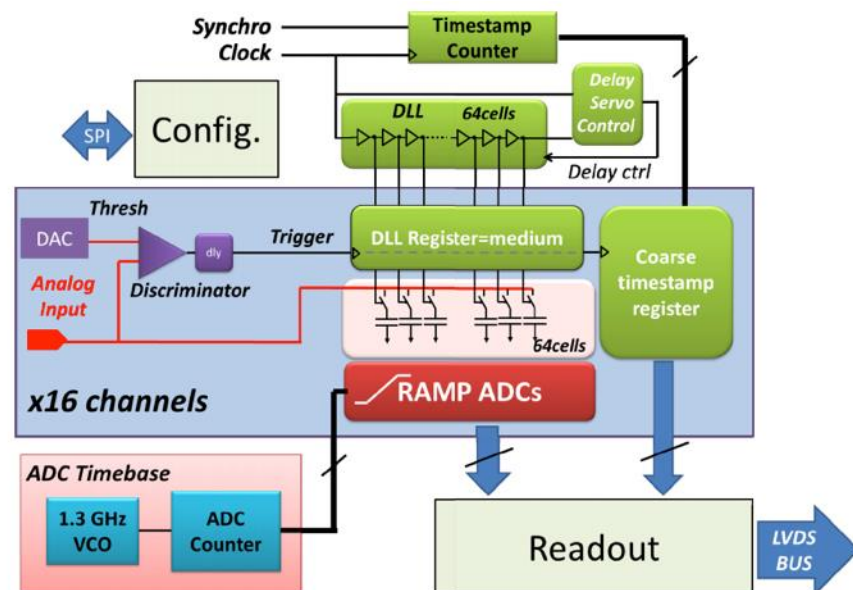 Synchro
Clock
Timestamp
Counter
Delay
Servo
Control
DLL
64cells
SPI
Config.
Delay ctrl
Thresh
DAC
dly
Trigger
DLL Register=medium
Coarse
timestamp
register
Analog
Input
Discriminator
64cells
x16 channels
RAMP ADCs
ADC Timebase
1.3 GHz
VCO
ADC
Counter
Readout
LVDS
BUS